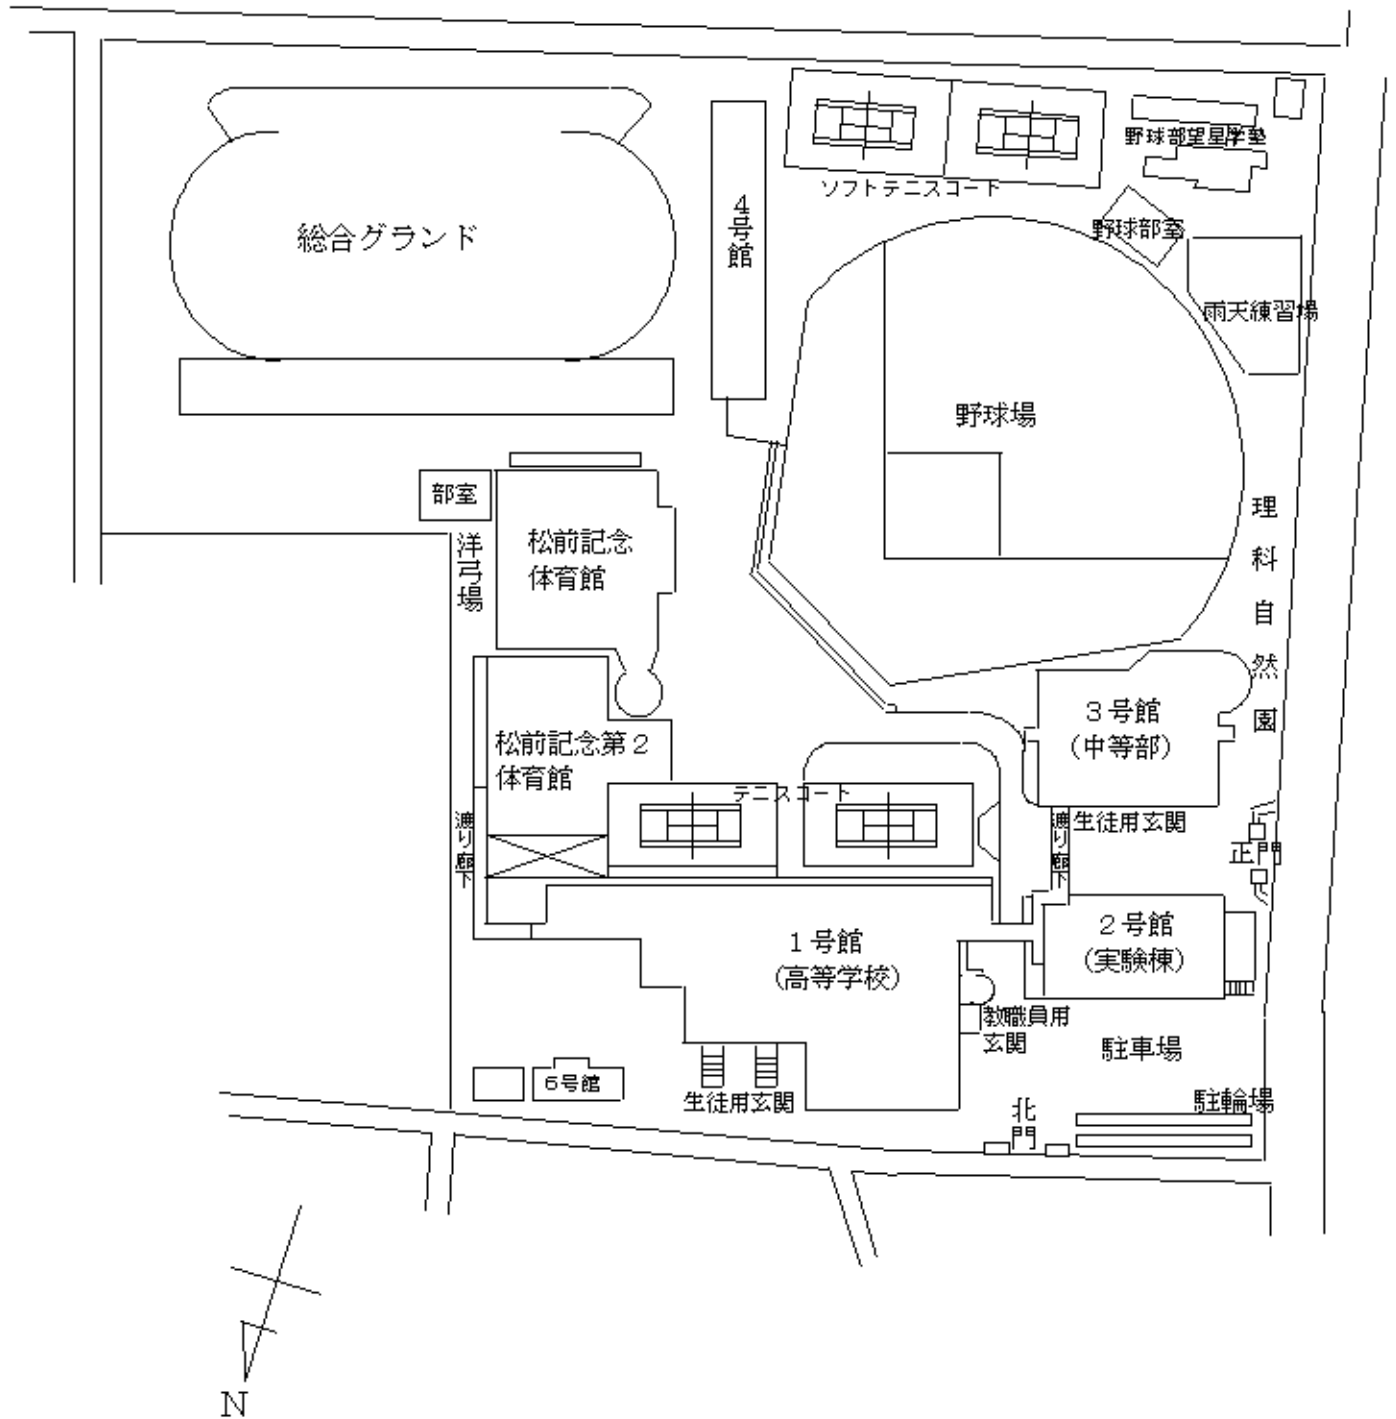 野球部望星学塾
ソフトテニスコート
4号館
野球部室
総合グランド
雨天練習場
野球場
部室
理科自然園
松前記念
体育館
洋弓場
3号館
(中等部)
松前記念第2
体育館
テニスコート
渡り廊下
渡り廊下
生徒用玄関
正門
2号館
(実験棟)
1号館
(高等学校)
教職員用
玄関
駐車場
6号館
生徒用玄関
駐輪場
北門
N